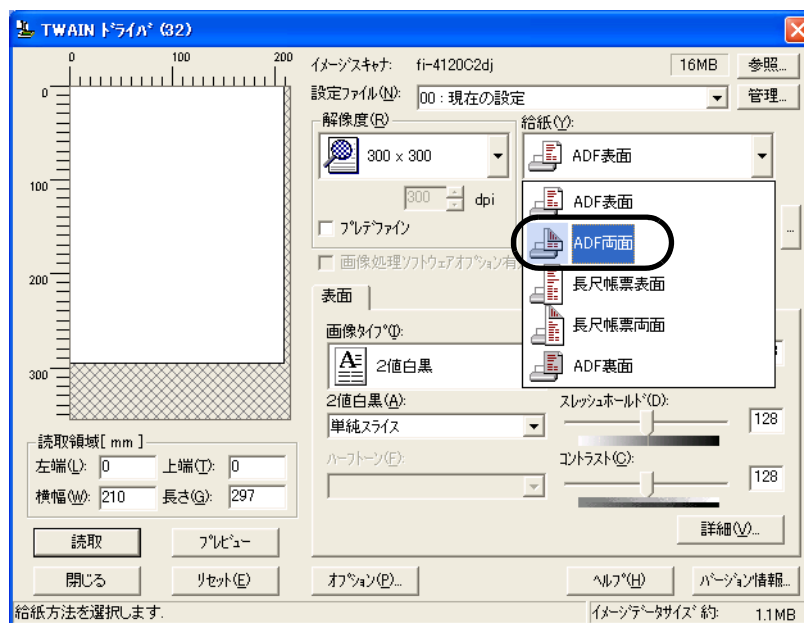 TWAIN ﾄﾞﾗｲﾊﾞ (32)
0 100 200
0
100
200
300
イメージスキャナ: fi-4120C2dj 16MB 参照...
設定ファイル(N): 00 : 現在の設定 管理...
解像度(R)
300 × 300
300 dpi
プレデファイン
給紙(Y):
ADF表面
ADF表面
ADF両面
長尺帳票表面
長尺帳票両面
ADF裏面
...
画像処理ソフトウェアオプション有
表面
画像タイプ(I):
2値白黒
2値白黒(A):
単純スライス
ハーフトーン(F):
スレッショホールド(D):
128
コントラスト(C):
128
詳細(V)...
読取領域[ mm ]
左端(L): 0 上端(T): 0
横幅(W): 210 長さ(G): 297
読取 プレビュー
閉じる リセット(E) オプション(P)... ヘルプ(H) バージョン情報...
給紙方法を選択します. イメージデータサイズ 約: 1.1MB